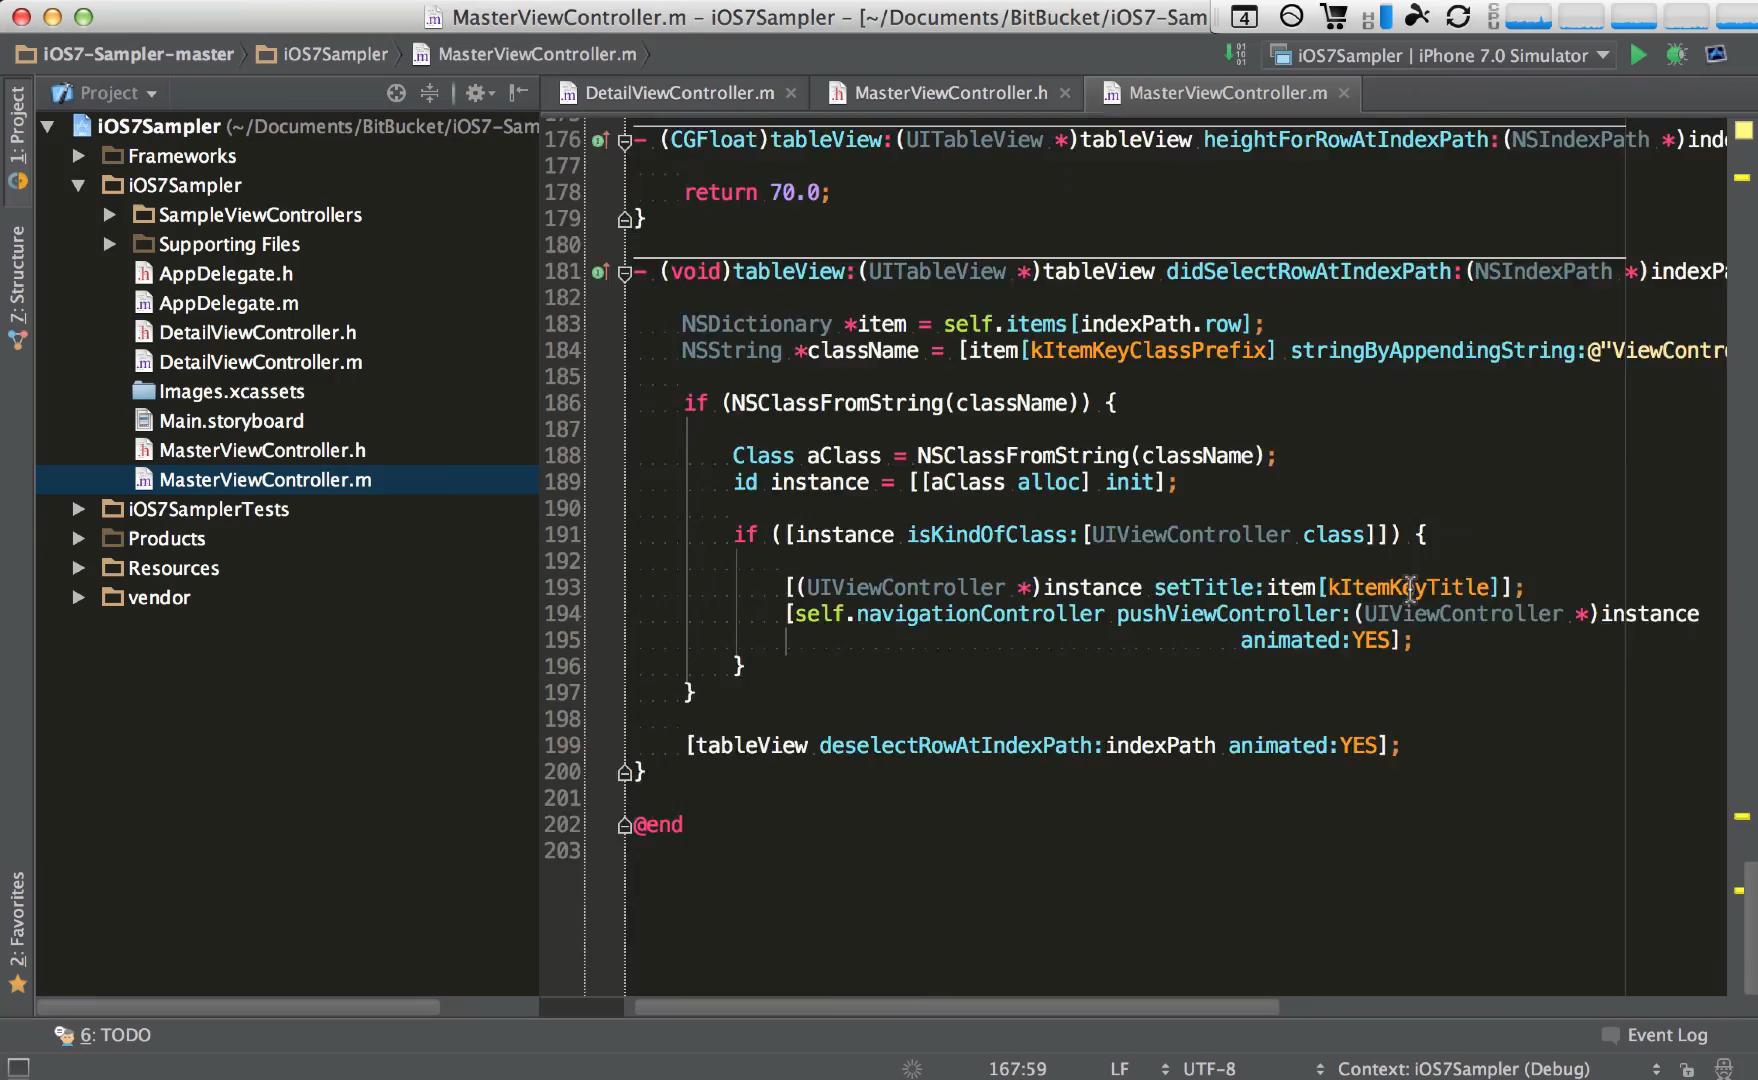 MasterViewController.m – iOS7Sampler – [~/Documents/BitBucket/iOS7-Sam
4
iOS7-Sampler-master
iOS7Sampler
MasterViewController.m
iOS7Sampler | iPhone 7.0 Simulator
Project
DetailViewController.m
MasterViewController.h
MasterViewController.m
1: Project
7: Structure
2: Favorites
iOS7Sampler (~/Documents/BitBucket/iOS7-Sam
Frameworks
iOS7Sampler
SampleViewControllers
Supporting Files
AppDelegate.h
AppDelegate.m
DetailViewController.h
DetailViewController.m
Images.xcassets
Main.storyboard
MasterViewController.h
MasterViewController.m
iOS7SamplerTests
Products
Resources
vendor
176 - (CGFloat)tableView:(UITableView *)tableView heightForRowAtIndexPath:(NSIndexPath *)ind
177
178 return 70.0;
179 }
180
181 - (void)tableView:(UITableView *)tableView didSelectRowAtIndexPath:(NSIndexPath *)indexPa
182
183 NSDictionary *item = self.items[indexPath.row];
184 NSString *className = [item[kItemKeyClassPrefix] stringByAppendingString:@"ViewContr
185
186 if (NSClassFromString(className)) {
187
188 Class aClass = NSClassFromString(className);
189 id instance = [[aClass alloc] init];
190
191 if ([instance isKindOfClass:[UIViewController class]]) {
192
193 [(UIViewController *)instance setTitle:item[kItemKeyTitle]];
194 [self.navigationController pushViewController:(UIViewController *)instance
195 animated:YES];
196 }
197 }
198
199 [tableView deselectRowAtIndexPath:indexPath animated:YES];
200 }
201
202 @end
203
6: TODO
Event Log
167:59 LF UTF-8 Context: iOS7Sampler (Debug)